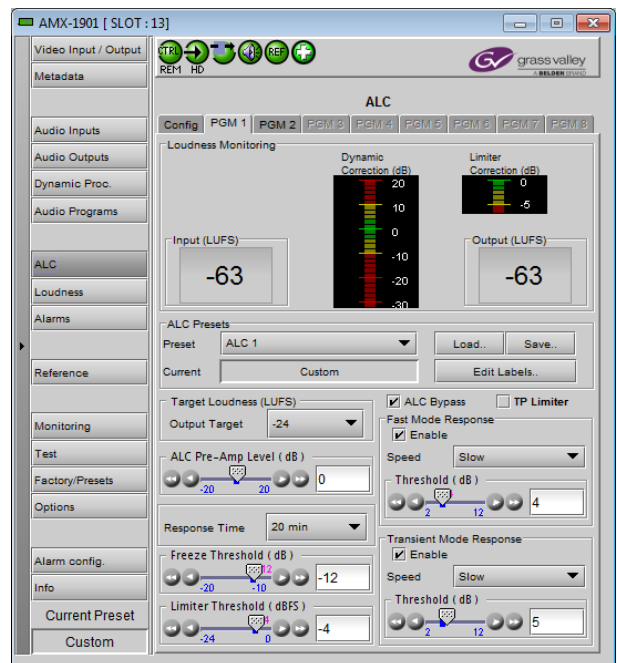 AMX-1901 [ SLOT : 13]
Video Input / Output
Metadata
Audio Inputs
Audio Outputs
Dynamic Proc.
Audio Programs
ALC
Loudness
Alarms
Reference
Monitoring
Test
Factory/Presets
Options
Alarm config.
Info
Current Preset
Custom
CTRL
REF
REM HD
GV grass valley
A BELDEN BRAND
ALC
Config PGM 1 PGM 2 PGM 3 PGM 4 PGM 5 PGM 6 PGM 7 PGM 8
Loudness Monitoring
Dynamic
Correction (dB)
20
10
0
-10
-20
-30
Limiter
Correction (dB)
0
-5
Input (LUFS)
-63
Output (LUFS)
-63
ALC Presets
Preset ALC 1 Load.. Save..
Current Custom Edit Labels..
Target Loudness (LUFS)
Output Target -24
ALC Pre-Amp Level ( dB )
-20 20 0
Response Time 20 min
Freeze Threshold ( dB )
12
-20 -10 -12
Limiter Threshold ( dBFS )
-24 0 -4
ALC Bypass TP Limiter
Fast Mode Response
Enable
Speed Slow
Threshold ( dB )
2 12 4
Transient Mode Response
Enable
Speed Slow
Threshold ( dB )
2 12 5